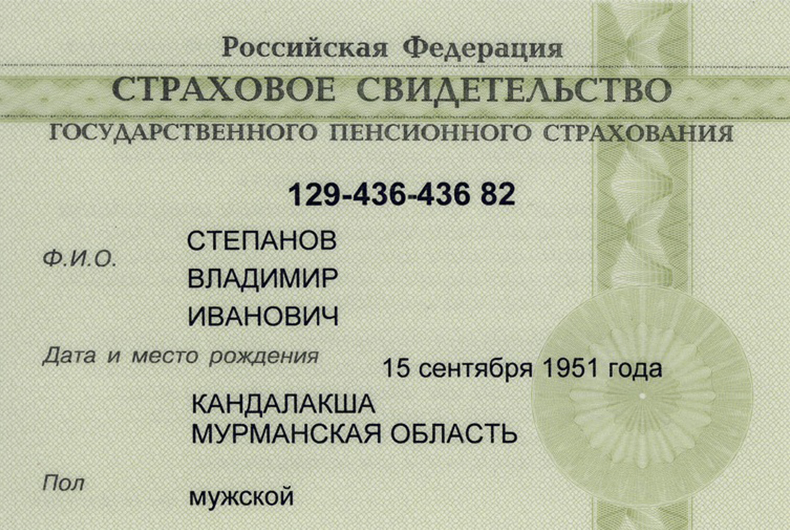 Российская Федерация
СТРАХОВОЕ СВИДЕТЕЛЬСТВО
ГОСУДАРСТВЕННОГО ПЕНСИОННОГО СТРАХОВАНИЯ
129-436-436 82
Ф.И.О.
СТЕПАНОВ
ВЛАДИМИР
ИВАНОВИЧ
Дата и место рождения
15 сентября 1951 года
КАНДАЛАКША
МУРМАНСКАЯ ОБЛАСТЬ
Пол
мужской